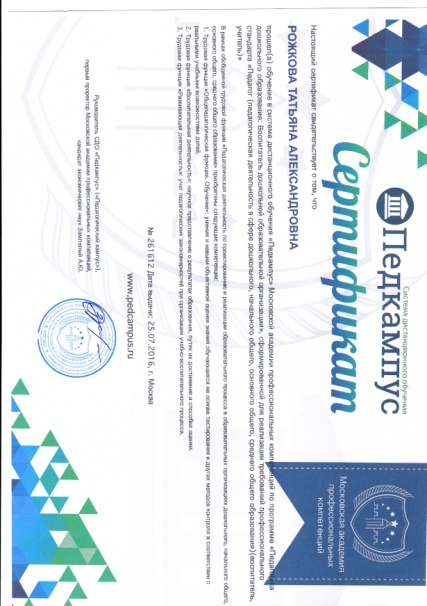 Система дистанционного обучения
Педкампус
Сертификат
Московская академия
профессиональных
компетенций
Настоящий сертификат свидетельствует о том, что
РОЖКОВА ТАТЬЯНА АЛЕКСАНДРОВНА
прошел(а) обучение в системе дистанционного обучения «Педкампус» Московской академии профессиональных компетенций по программе «Педагогика
дошкольного образования: Воспитатель дошкольной образовательной организации», сформированной для реализации требований профессионального
стандарта «Педагог (педагогическая деятельность в сфере дошкольного, начального общего, основного общего, среднего общего образования) (воспитатель,
учитель)»
В рамках обобщенной трудовой функции «Педагогическая деятельность по проектированию и реализации образовательного процесса в образовательных организациях дошкольного, начального общего,
основного общего, среднего общего образования» приобретены следующие компетенции:
1. Трудовая функция «Общепедагогическая функция. Обучение»: умения и навыки объективной оценки знания обучающихся на основе тестирования и других методов контроля в соответствии с
реальными учебными возможностями детей.
2. Трудовая функция «Воспитательная деятельность»: научное представление о результатах образования, путях их достижения и способах оценки.
3. Трудовая функция «Развивающая деятельность»: учет педагогических закономерностей при организации учебно-воспитательного процесса.
№ 261612 Дата выдачи: 25.07.2016, г. Москва
www.pedcampus.ru
Руководитель СДО «Педкампус» («Педагогический кампус»),
первый проректор Московской академии профессиональных компетенций,
кандидат экономических наук Замлелый А.Ю.